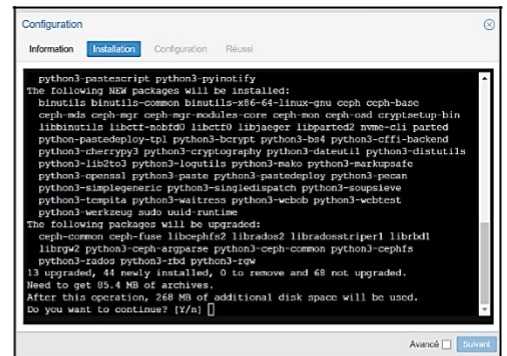 Configuration
Information Installation Configuration Réussi
python3-pastescript python3-pyinotify
The following NEW packages will be installed:
binutils binutils-common binutils-x86-64-linux-gnu ceph ceph-base
ceph-mds ceph-mgr ceph-mgr-modules-core ceph-mon ceph-osd cryptsetup-bin
libbinutils libctf-nobfd0 libctf0 libjaeger libparted2 nvme-cli parted
python-pastedeploy-tpl python3-bcrypt python3-bs4 python3-cffi-backend
python3-cherrypy3 python3-cryptography python3-dateutil python3-distutils
python3-lib2to3 python3-logutils python3-mako python3-markupsafe
python3-openssl python3-paste python3-pastedeploy python3-pecan
python3-simplegeneric python3-singledispatch python3-soupsieve
python3-tempita python3-waitress python3-webob python3-webtest
python3-werkzeug sudo uuid-runtime
The following packages will be upgraded:
ceph-common ceph-fuse libcephfs2 librados2 libradosstriper1 librbd1
librgw2 python3-ceph-argparse python3-ceph-common python3-cephfs
python3-rados python3-rbd python3-rgw
13 upgraded, 44 newly installed, 0 to remove and 68 not upgraded.
Need to get 85.4 MB of archives.
After this operation, 268 MB of additional disk space will be used.
Do you want to continue? [Y/n]
Avancé Suivant